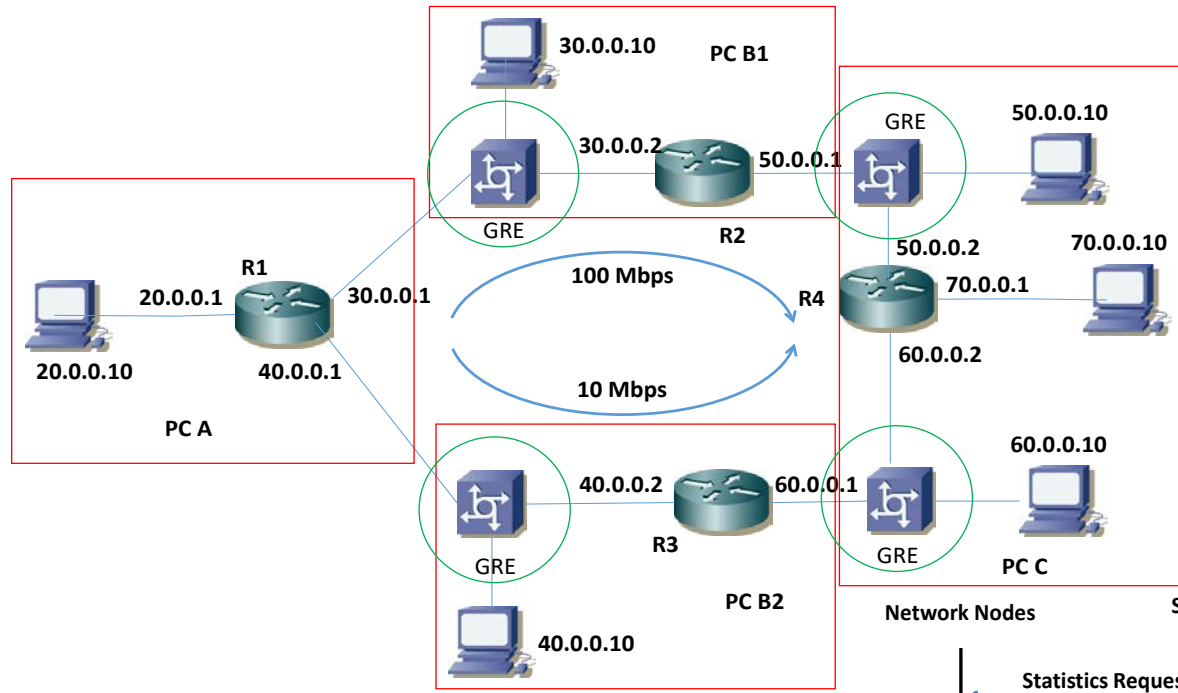 30.0.0.10
PC B1
GRE
50.0.0.10
30.0.0.2
50.0.0.1
GRE
R2
50.0.0.2
70.0.0.10
R1
100 Mbps
20.0.0.1
30.0.0.1
R4
70.0.0.1
20.0.0.10
40.0.0.1
60.0.0.2
10 Mbps
PC A
60.0.0.10
40.0.0.2
60.0.0.1
R3
GRE
GRE
PC C
PC B2
Network Nodes
S
40.0.0.10
Statistics Reques